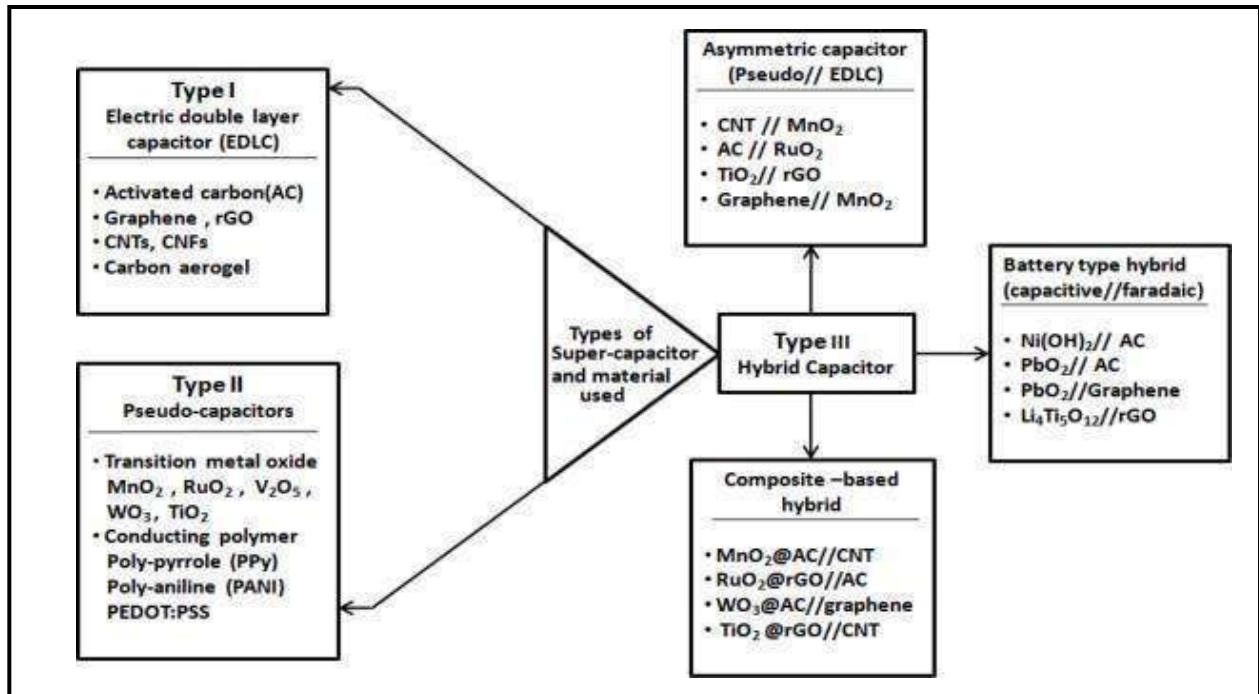 Type I
Electric double layer
capacitor (EDLC)
• Activated carbon(AC)
• Graphene , rGO
• CNTs, CNFs
• Carbon aerogel
Type II
Pseudo-capacitors
• Transition metal oxide
MnO₂ , RuO₂ , V₂O₅ ,
WO₃, TiO₂
• Conducting polymer
Poly-pyrrole (PPy)
Poly-aniline (PANI)
PEDOT:PSS
Types of
Super-capacitor
and material
used
Type III
Hybrid Capacitor
Asymmetric capacitor
(Pseudo// EDLC)
• CNT // MnO₂
• AC // RuO₂
• TiO₂// rGO
• Graphene// MnO₂
Battery type hybrid
(capacitive//faradaic)
• Ni(OH)₂// AC
• PbO₂// AC
• PbO₂//Graphene
• Li₄Ti₅O₁₂//rGO
Composite –based
hybrid
• MnO₂@AC//CNT
• RuO₂@rGO//AC
• WO₃@AC//graphene
• TiO₂ @rGO//CNT